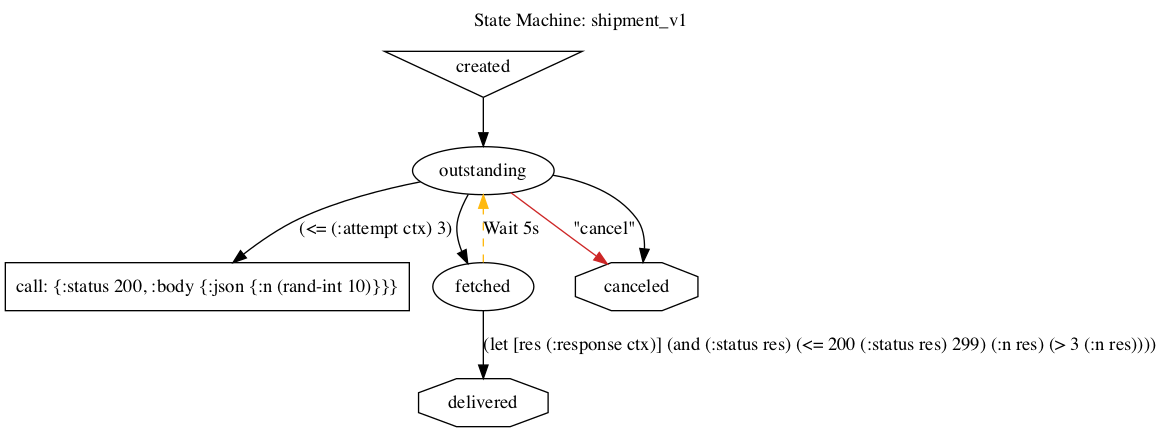 State Machine: shipment_v1
created
outstanding
(<= (:attempt ctx) 3)
Wait 5s
"cancel"
call: {:status 200, :body {:json {:n (rand-int 10)}}}
fetched
canceled
(let [res (:response ctx)] (and (:status res) (<= 200 (:status res) 299) (:n res) (> 3 (:n res))))
delivered